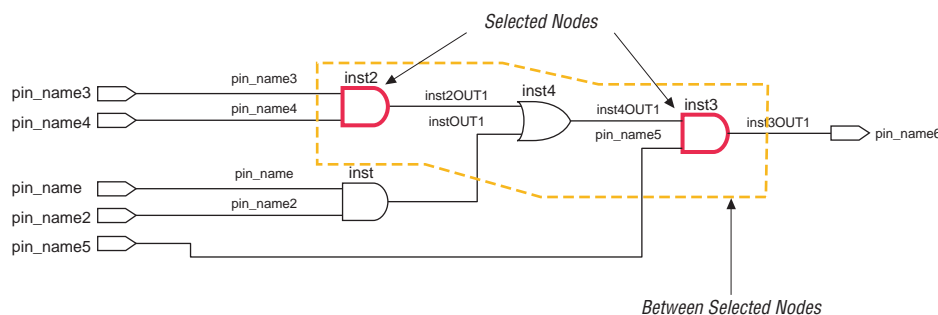 Selected Nodes
inst2
pin_name3
pin_name3
inst2OUT1
inst4
inst4OUT1
inst3
pin_name4
pin_name4
instOUT1
pin_name5
inst3OUT1
pin_name6
pin_name
pin_name
inst
pin_name2
pin_name2
pin_name5
Between Selected Nodes